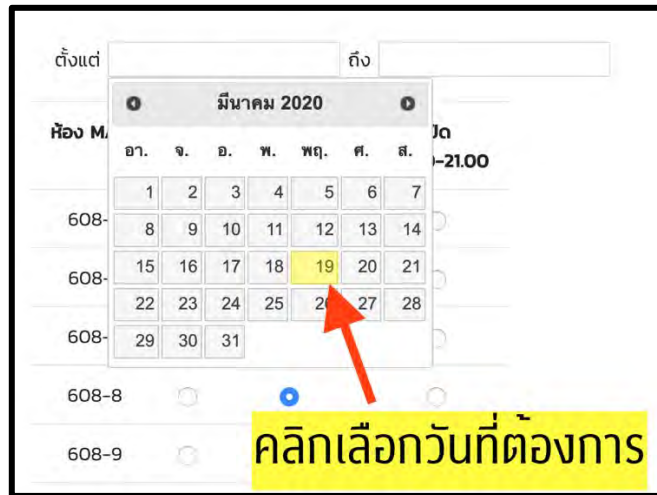 ตั้งแต่ ถึง
มีนาคม 2020
ห้อง
อา. จ. อ. พ. พฤ. ศ. ส.
-21.00
1 2 3 4 5 6 7
608-
8 9 10 11 12 13 14
15 16 17 18 19 20 21
608-
22 23 24 25 26 27 28
608-
29 30 31
608-8
คลิกเลือกวันที่ต้องการ
608-9